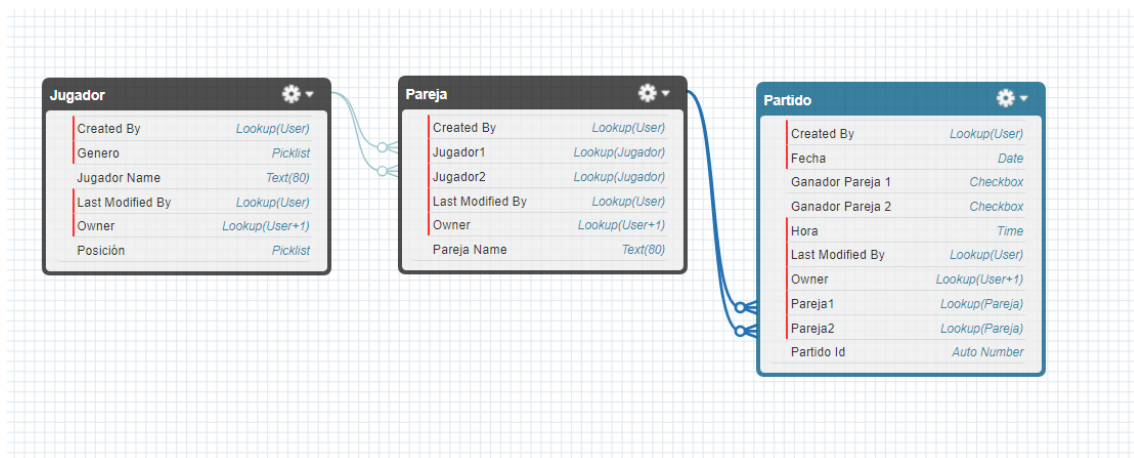 Jugador
Created By Lookup(User)
Genero Picklist
Jugador Name Text(80)
Last Modified By Lookup(User)
Owner Lookup(User+1)
Posición Picklist
Pareja
Created By Lookup(User)
Jugador1 Lookup(Jugador)
Jugador2 Lookup(Jugador)
Last Modified By Lookup(User)
Owner Lookup(User+1)
Pareja Name Text(80)
Partido
Created By Lookup(User)
Fecha Date
Ganador Pareja 1 Checkbox
Ganador Pareja 2 Checkbox
Hora Time
Last Modified By Lookup(User)
Owner Lookup(User+1)
Pareja1 Lookup(Pareja)
Pareja2 Lookup(Pareja)
Partido Id Auto Number